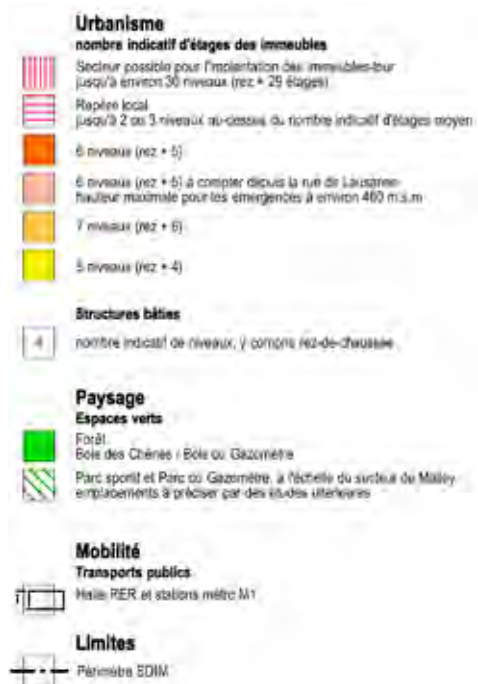 Urbanisme
nombre indicatif d'étages des immeubles
Secteur possible pour l'implantation des immeubles-tour
jusqu'à environ 30 niveaux (rez + 29 étages)
Repère local
jusqu'à 2 ou 3 niveaux au-dessus du nombre indicatif d'étages moyen
6 niveaux (rez + 5)
6 niveaux (rez + 5) à compter depuis la rue de Lausanne
hauteur maximale pour les émergences à environ 460 m.s.m
7 niveaux (rez + 6)
5 niveaux (rez + 4)
Structures bâties
4
nombre indicatif de niveaux, y compris rez-de-chaussée
Paysage
Espaces verts
Forêt
Bois des Chênes / Bois du Gazomètre
Parc sportif et Parc du Gazomètre, à l'échelle du secteur de Malley
emplacements à préciser par des études ultérieures
Mobilité
Transports publics
Halte RER et stations métro M1
Limites
Périmètre SDIM